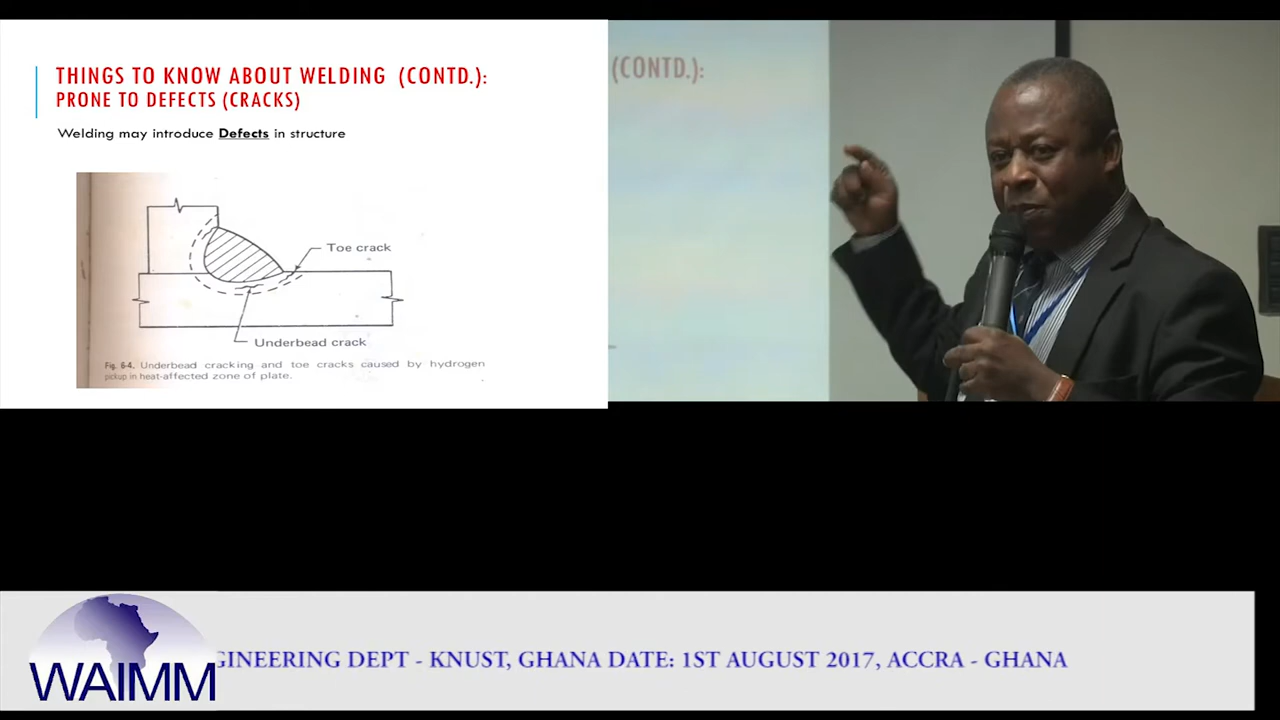 THINGS TO KNOW ABOUT WELDING (CONTD.):
PRONE TO DEFECTS (CRACKS)
Welding may introduce Defects in structure
Toe crack
Underbead crack
Fig. 6-4. Underbead cracking and toe cracks caused by hydrogen
pickup in heat-affected zone of plate.
(CONTD.):
WAIMM
GINEERING DEPT - KNUST, GHANA DATE: 1ST AUGUST 2017, ACCRA - GHANA